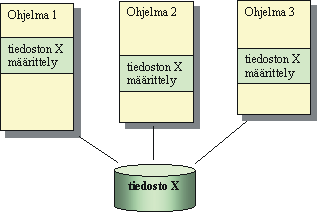 Ohjelma 1
tiedoston X
määrittely
Ohjelma 2
tiedoston X
määrittely
Ohjelma 3
tiedoston X
määrittely
tiedosto X